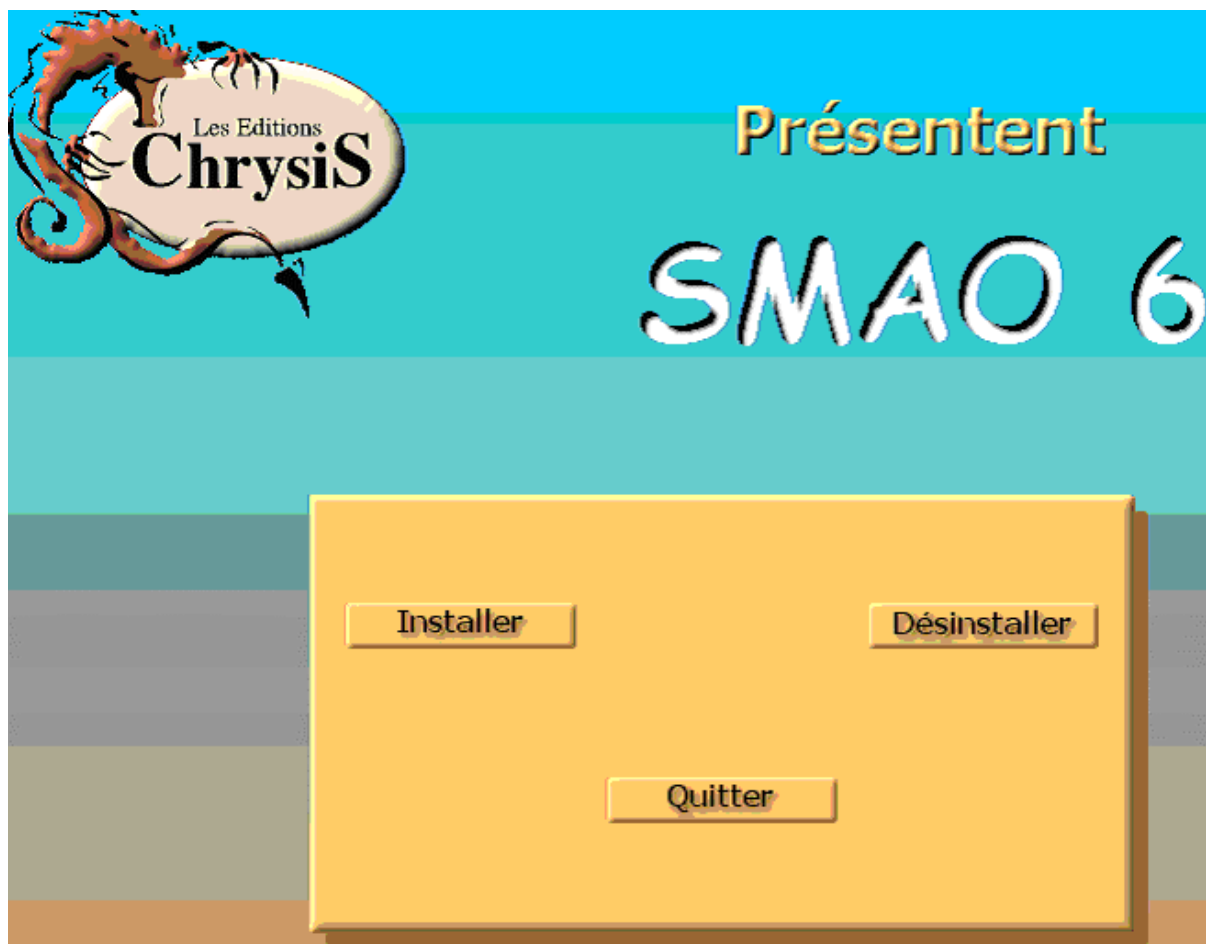 Les Editions
ChrysiS
Présentent
SMAO 6
Installer
Désinstaller
Quitter